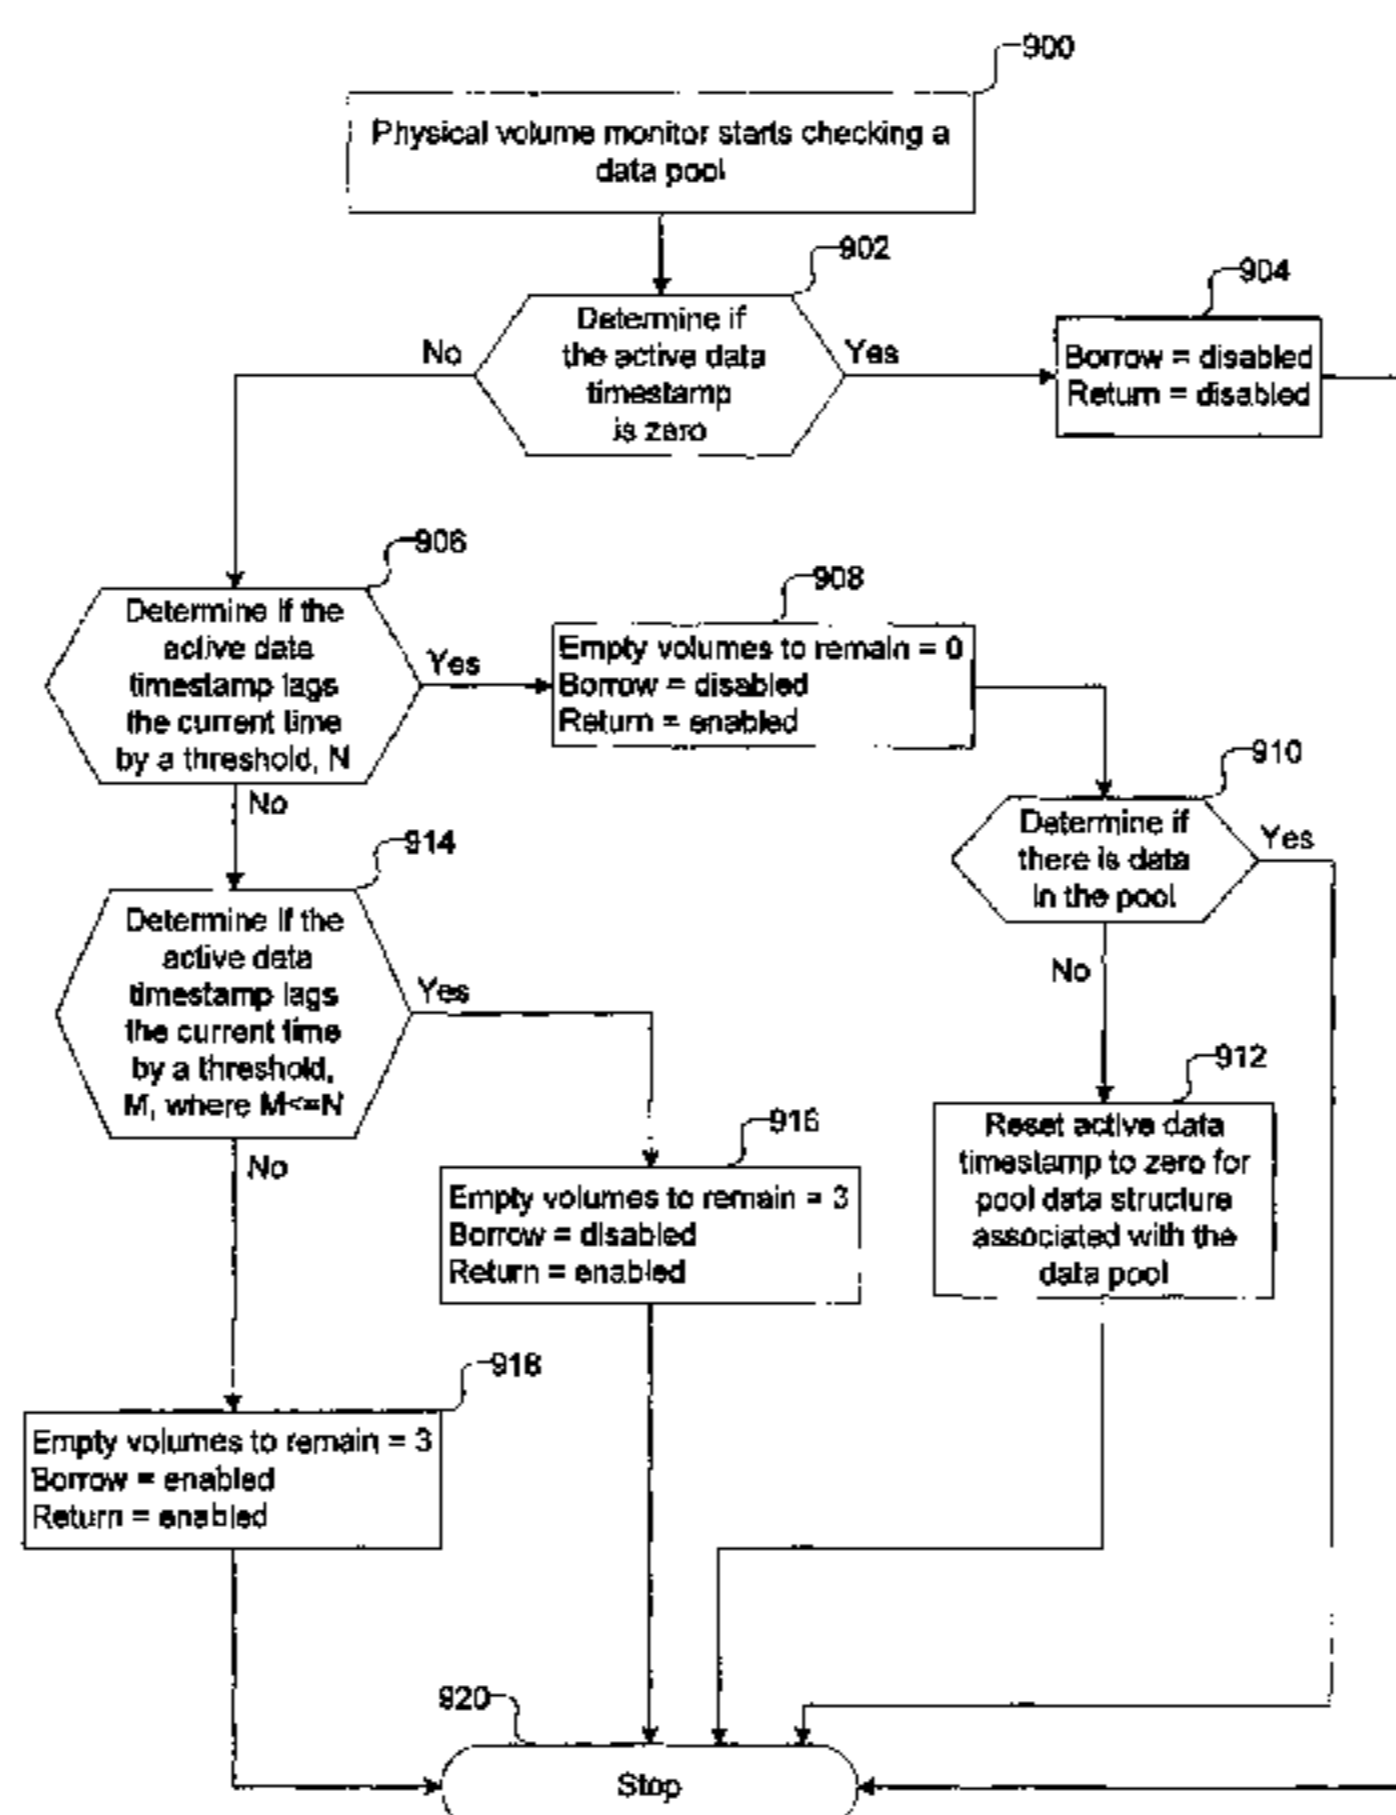 900
Physical volume monitor starts checking a
data pool
902
Determine if
the active data
timestamp
is zero
No
Yes
904
Borrow = disabled
Return = disabled
906
Determine if the
active data
timestamp lags
the current time
by a threshold, N
Yes
No
908
Empty volumes to remain = 0
Borrow = disabled
Return = enabled
910
Determine if
there is data
in the pool
Yes
No
914
Determine if the
active data
timestamp lags
the current time
by a threshold,
M, where M<=N
Yes
No
912
Reset active data
timestamp to zero for
pool data structure
associated with the
data pool
916
Empty volumes to remain = 3
Borrow = disabled
Return = enabled
918
Empty volumes to remain = 3
Borrow = enabled
Return = enabled
920
Stop